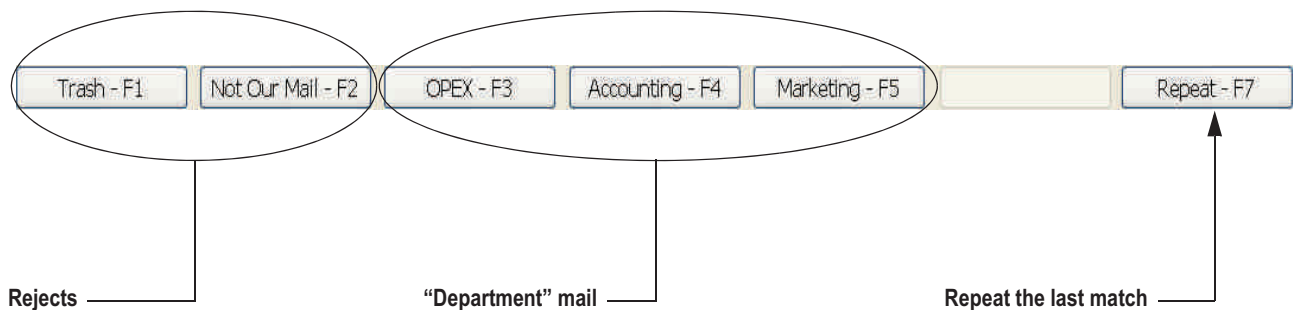 Trash - F1 Not Our Mail - F2 OPEX - F3 Accounting - F4 Marketing - F5 Repeat - F7
Rejects “Department” mail Repeat the last match